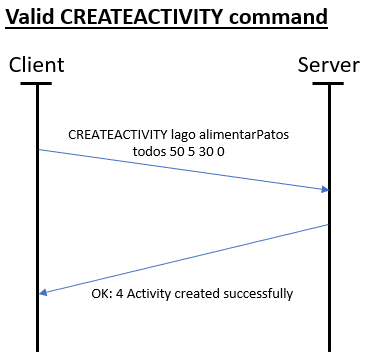 Valid CREATEACTIVITY command
Client
Server
CREATEACTIVITY lago alimentarPatos
todos 50 5 30 0
OK: 4 Activity created successfully